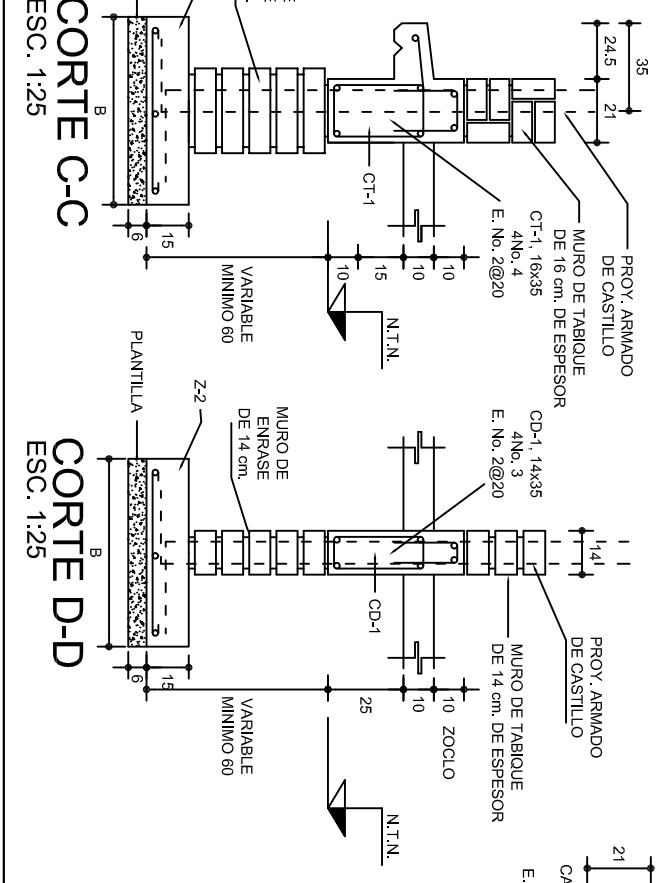 35
24.5
21
PROY. ARMADO
DE CASTILLO
MURO DE TABIQUE
DE 16 cm. DE ESPESOR
CT-1, 16x35
4No. 4
E. No. 2@20
CT-1
10
10
15
10
N.T.N.
VARIABLE
MINIMO 60
15
6
B
CORTE C-C
ESC. 1:25
14
PROY. ARMADO
DE CASTILLO
MURO DE TABIQUE
DE 14 cm. DE ESPESOR
CD-1, 14x35
4No. 3
E. No. 2@20
CD-1
ZOCLO
10
10
25
N.T.N.
VARIABLE
MINIMO 60
MURO DE
ENRASE
DE 14 cm.
Z-2
PLANTILLA
15
6
B
CORTE D-D
ESC. 1:25
21
CA
E.